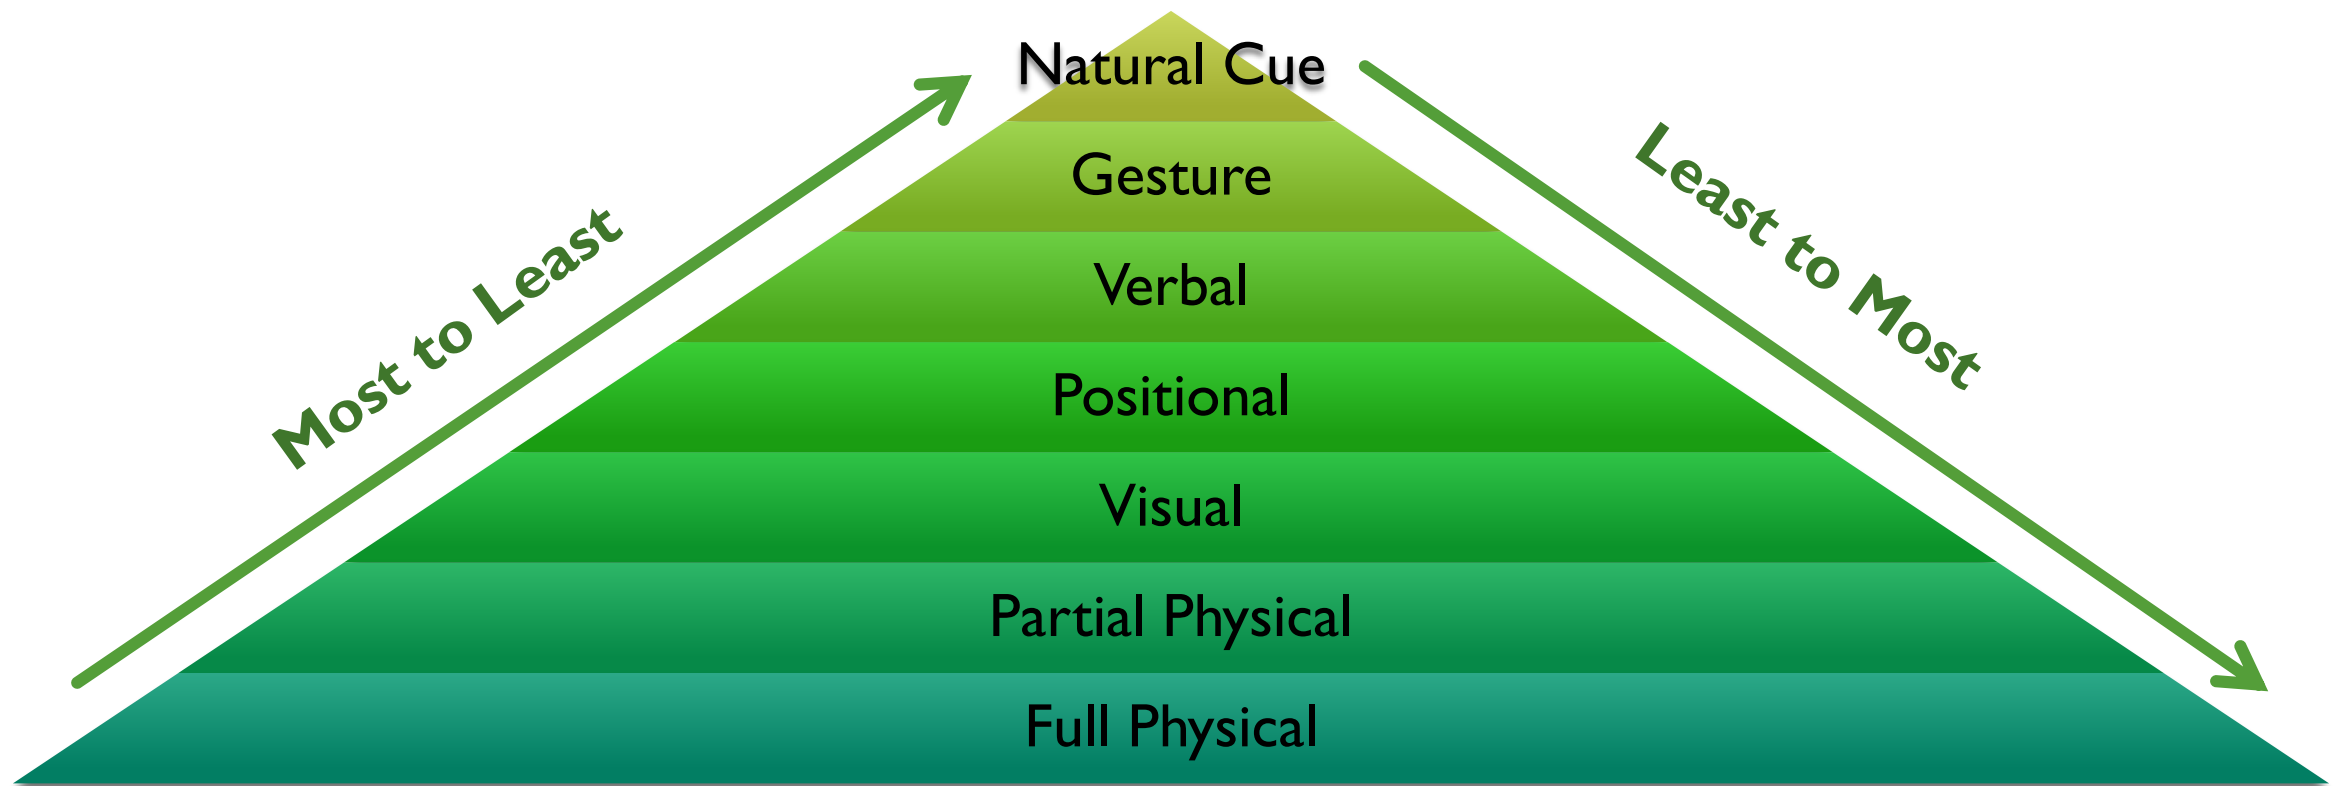 Natural Cue
Gesture
Verbal
Positional
Visual
Partial Physical
Full Physical
Most to Least
Least to Most